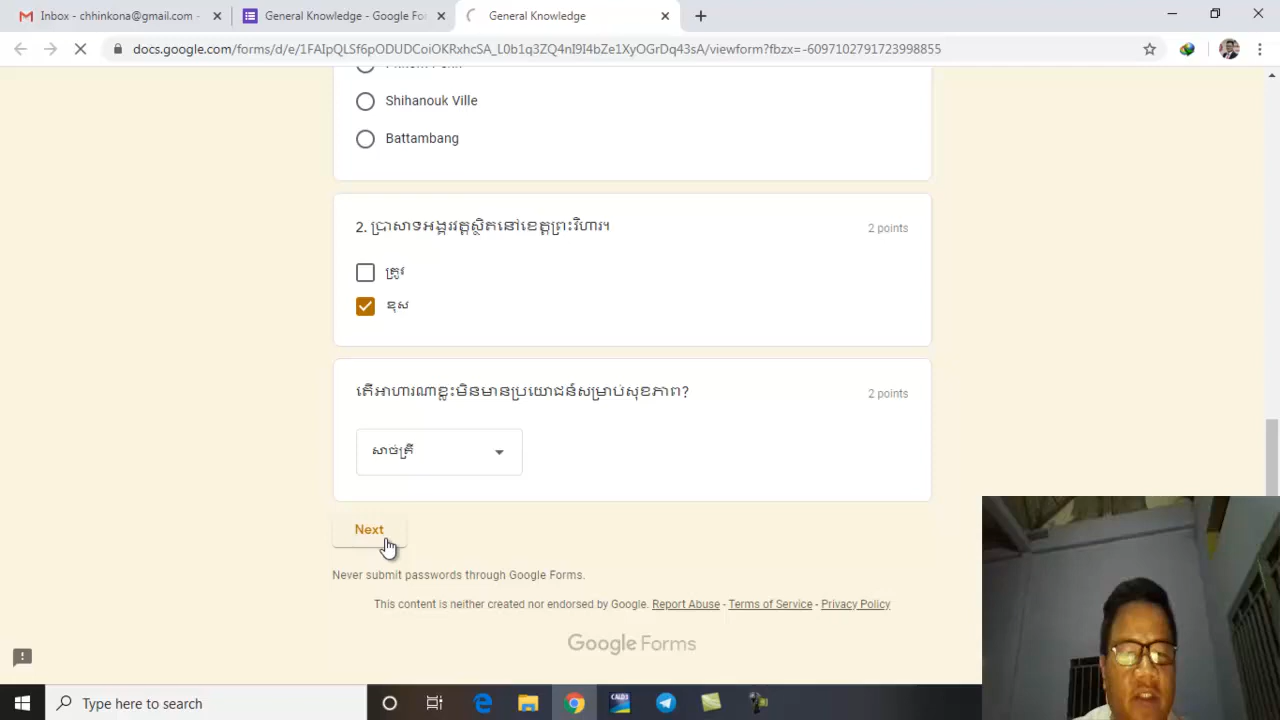 Inbox - chhinkona@gmail.com -
General Knowledge - Google Fo
General Knowledge
docs.google.com/forms/d/e/1FAIpQLSf6pODUDCoiOKRxhcSA_L0b1q3ZQ4nI9I4bZe1XyOGrDq43sA/viewform?fbzx=-6097102791723998855
Shihanouk Ville
Battambang
2. ប្រាសាទអង្គរវត្តស្ថិតនៅខេត្តព្រះវិហារ។
2 points
ត្រូវ
ខុស
តើអាហារណាខ្លះមិនមានប្រយោជន៍សម្រាប់សុខភាព?
2 points
សាច់ត្រី
Next
Never submit passwords through Google Forms.
This content is neither created nor endorsed by Google. Report Abuse - Terms of Service - Privacy Policy
Google Forms
Type here to search